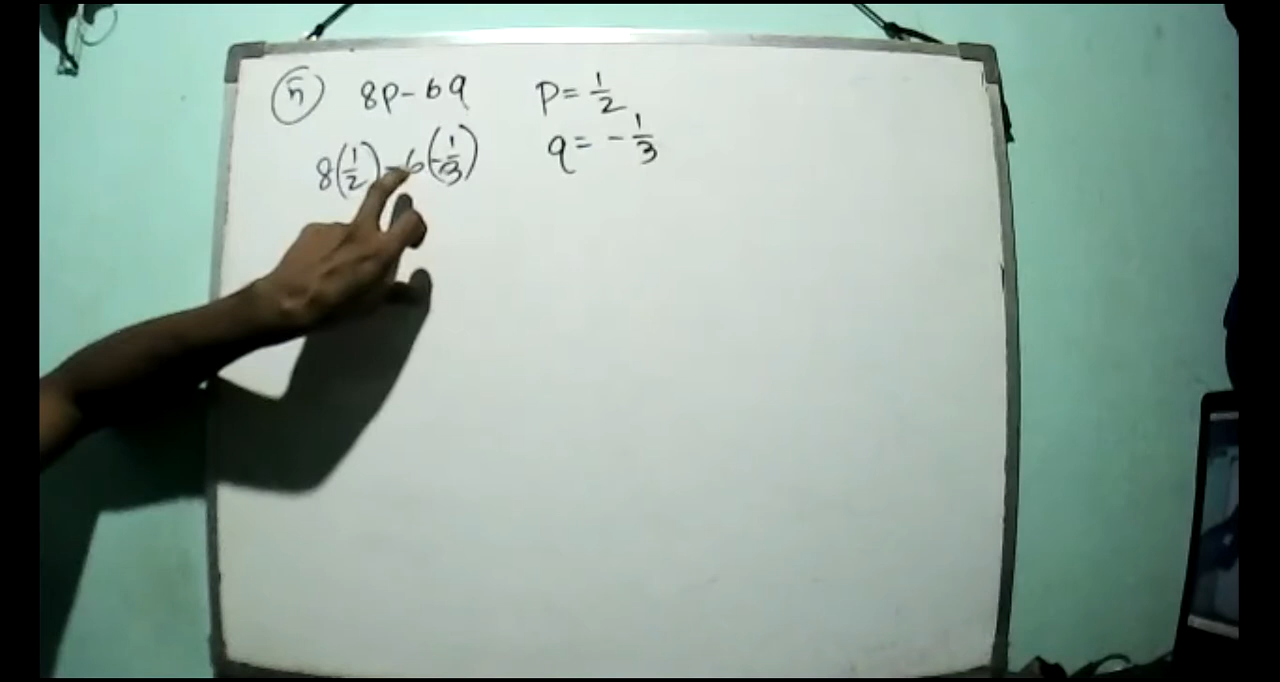 5 8p-6q p=1/2
8(1/2)-6(-1/3) q=-1/3